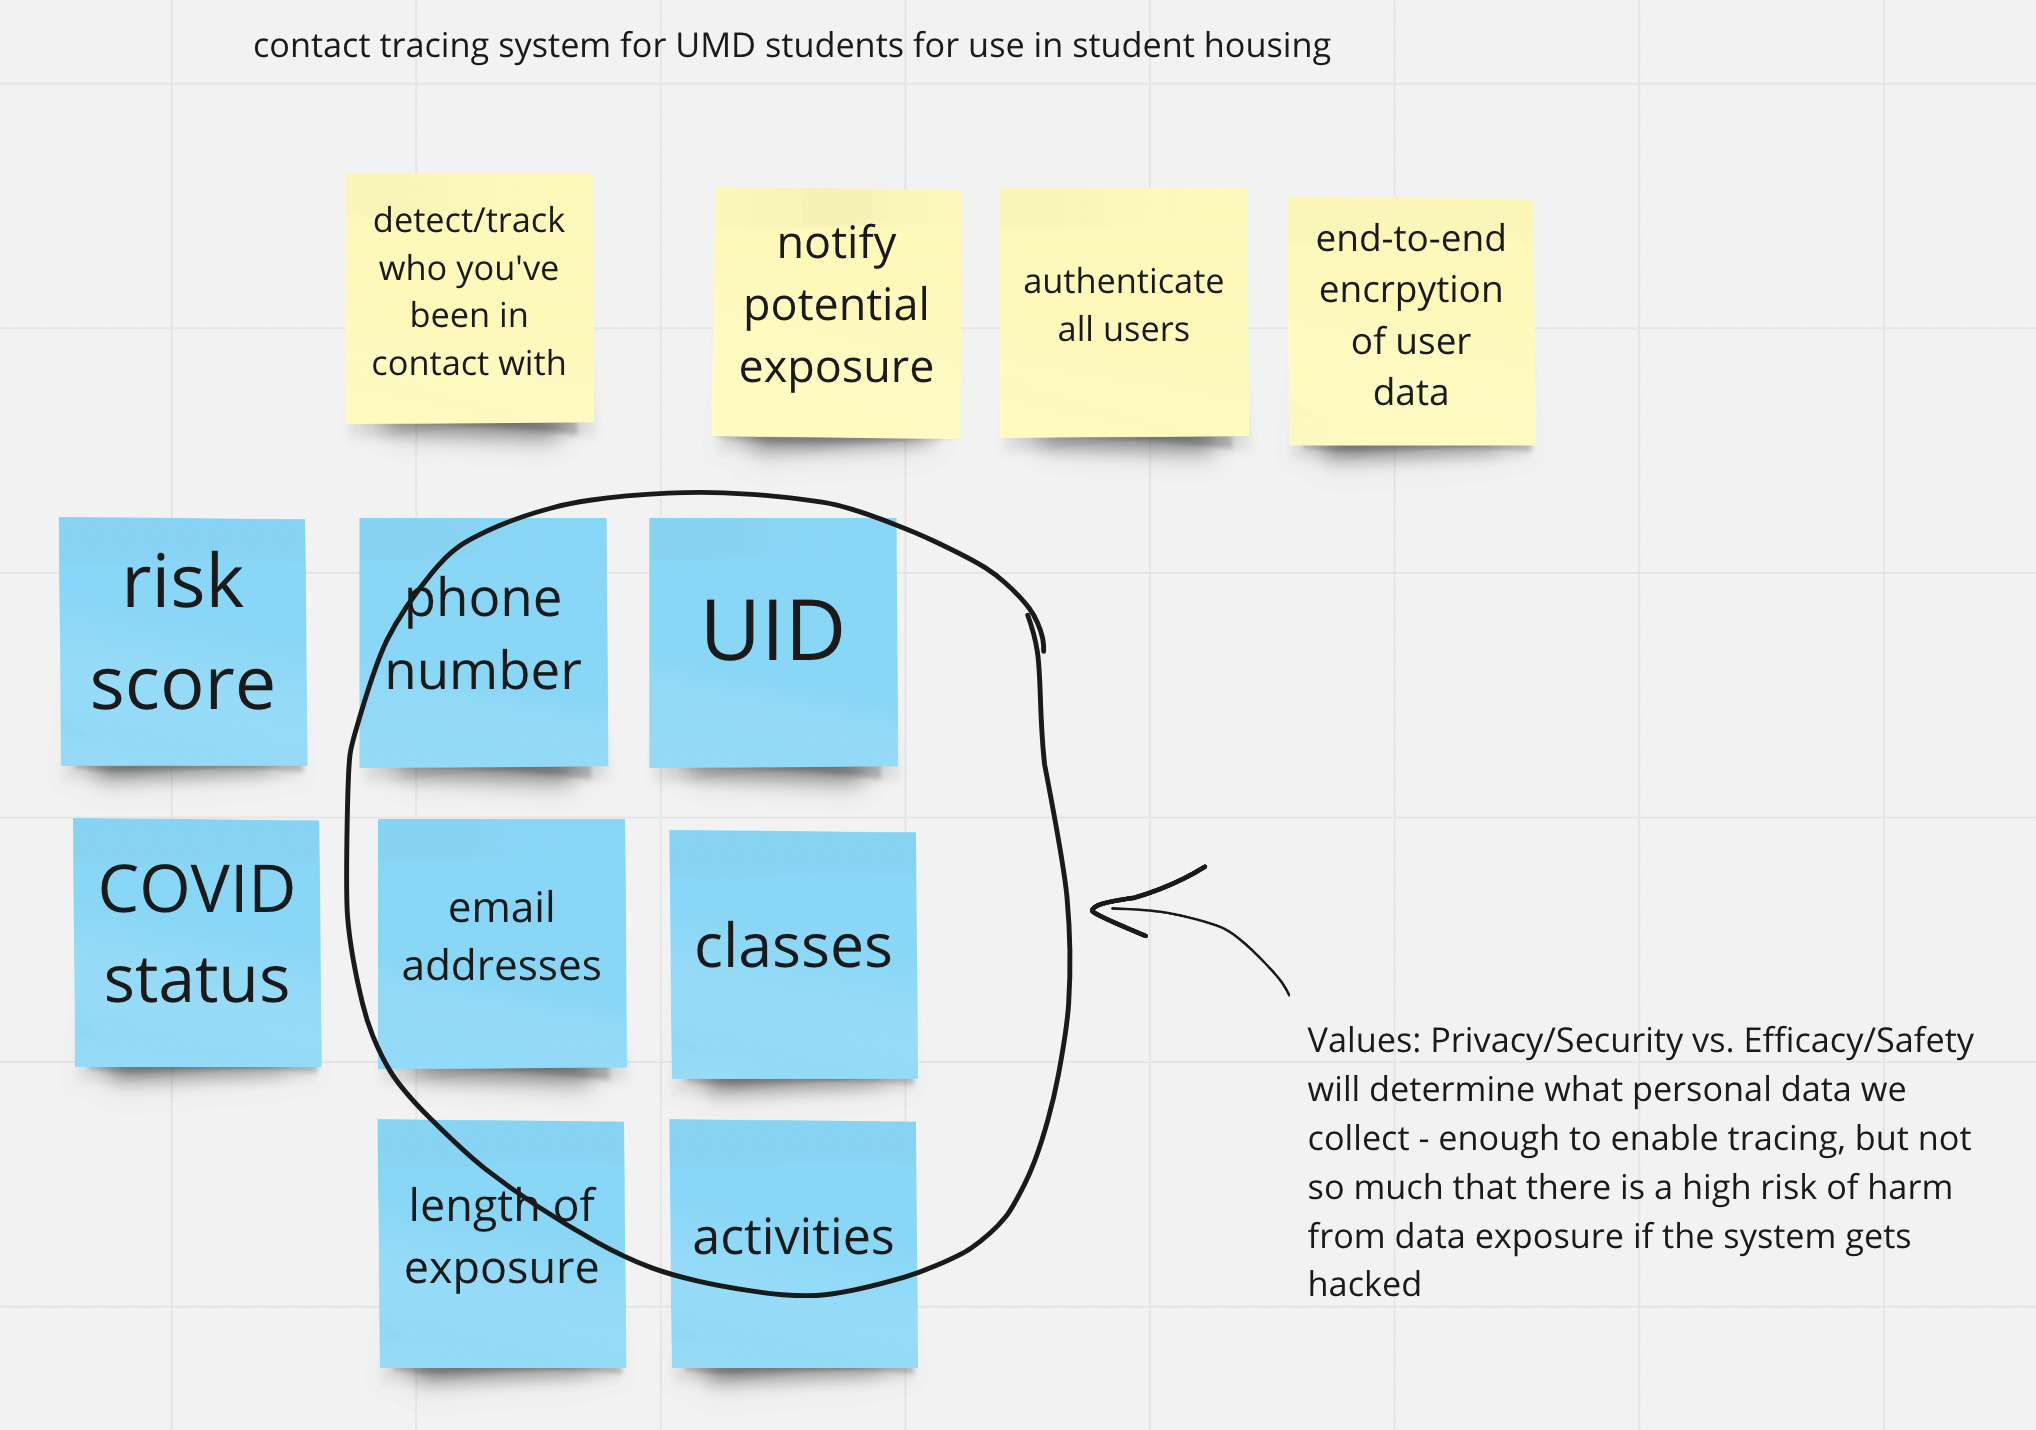 contact tracing system for UMD students for use in student housing
detect/track
who you've
been in
contact with
notify
potential
exposure
authenticate
all users
end-to-end
encrpytion
of user
data
risk
score
phone
number
UID
COVID
status
email
addresses
classes
length of
exposure
activities
Values: Privacy/Security vs. Efficacy/Safety
will determine what personal data we
collect - enough to enable tracing, but not
so much that there is a high risk of harm
from data exposure if the system gets
hacked